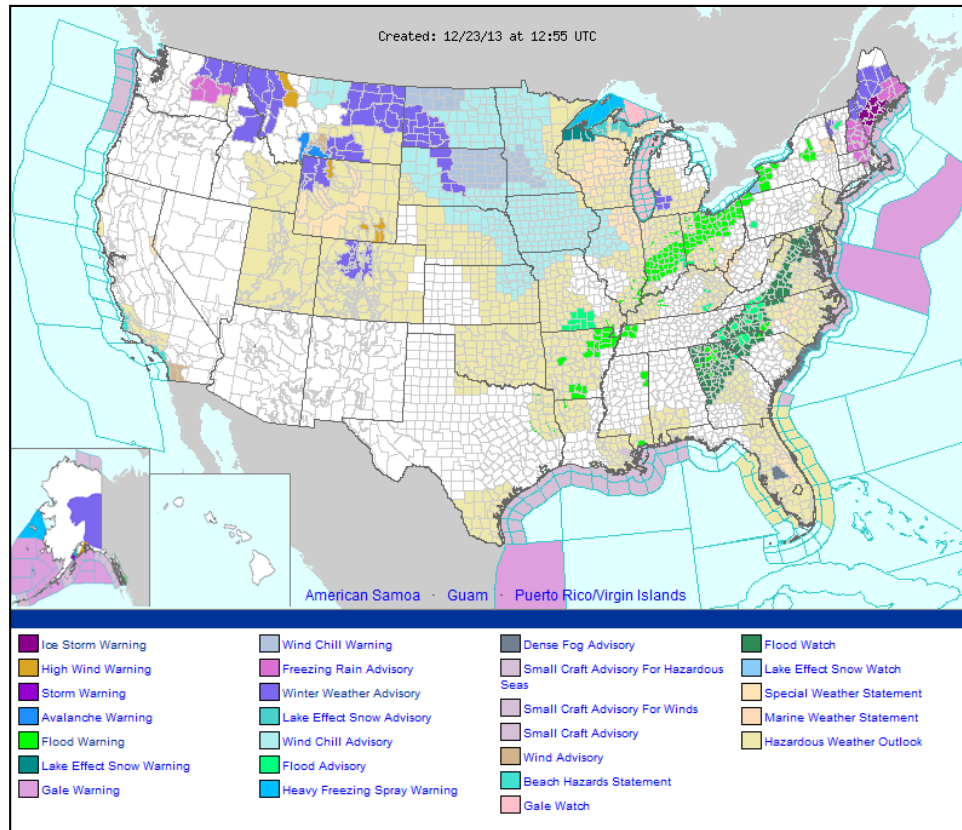 Created: 12/23/13 at 12:55 UTC
American Samoa · Guam · Puerto Rico/Virgin Islands
Ice Storm Warning
High Wind Warning
Storm Warning
Avalanche Warning
Flood Warning
Lake Effect Snow Warning
Gale Warning
Wind Chill Warning
Freezing Rain Advisory
Winter Weather Advisory
Lake Effect Snow Advisory
Wind Chill Advisory
Flood Advisory
Heavy Freezing Spray Warning
Dense Fog Advisory
Small Craft Advisory For Hazardous
Seas
Small Craft Advisory For Winds
Small Craft Advisory
Wind Advisory
Beach Hazards Statement
Gale Watch
Flood Watch
Lake Effect Snow Watch
Special Weather Statement
Marine Weather Statement
Hazardous Weather Outlook